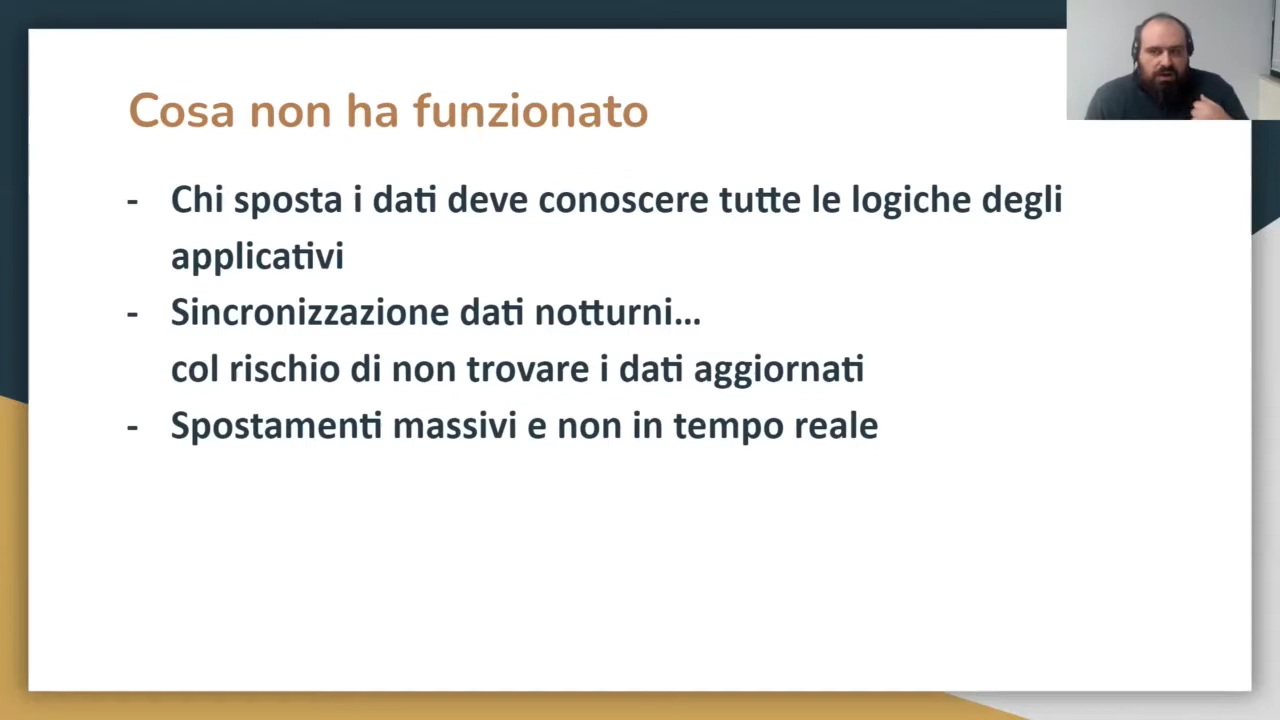 Cosa non ha funzionato
- Chi sposta i dati deve conoscere tutte le logiche degli
applicativi
- Sincronizzazione dati notturni...
col rischio di non trovare i dati aggiornati
- Spostamenti massivi e non in tempo reale